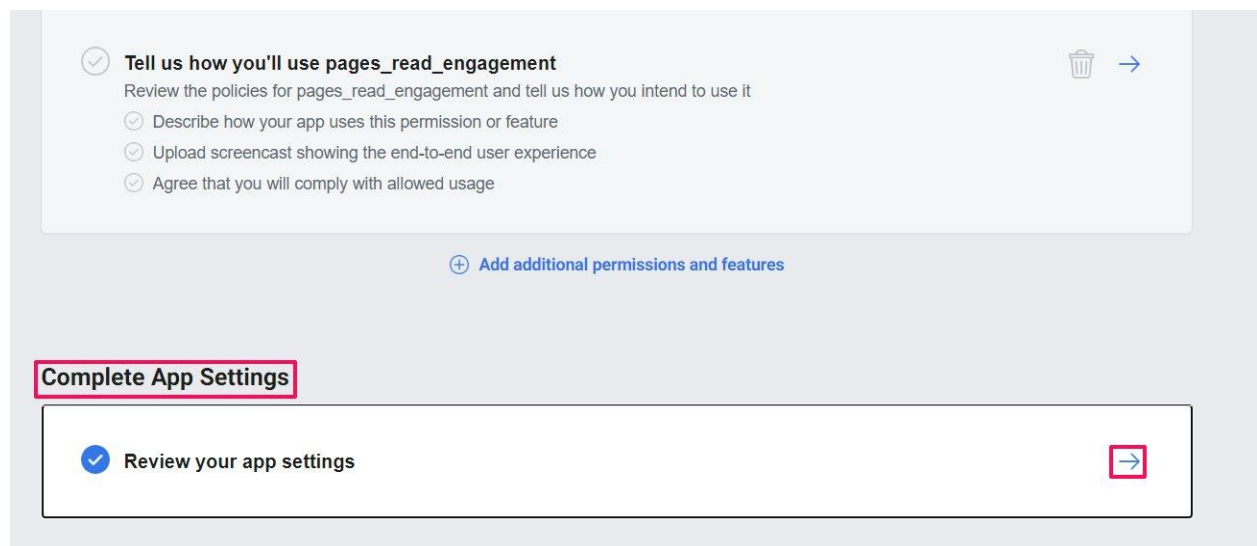 Tell us how you'll use pages_read_engagement
Review the policies for pages_read_engagement and tell us how you intend to use it
Describe how your app uses this permission or feature
Upload screencast showing the end-to-end user experience
Agree that you will comply with allowed usage
Add additional permissions and features
Complete App Settings
Review your app settings